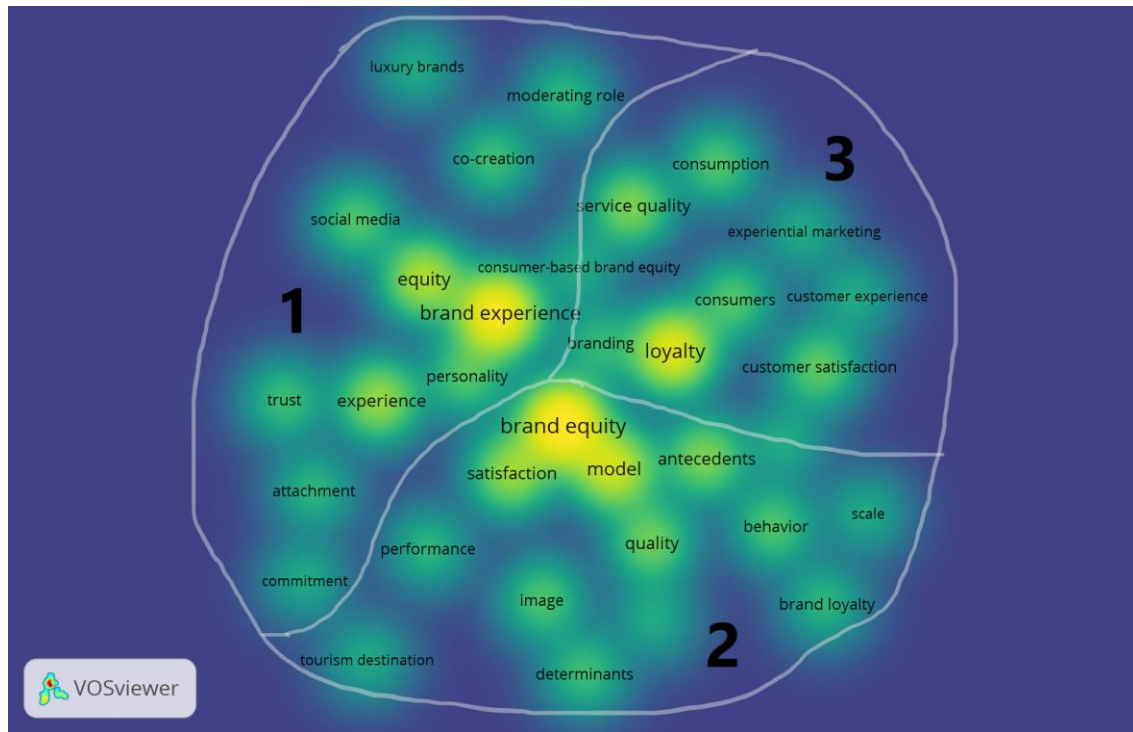 luxury brands
moderating role
co-creation
consumption
3
service quality
social media
experiential marketing
consumer-based brand equity
equity
customer experience
consumers
1
brand experience
branding
loyalty
customer satisfaction
personality
trust
experience
brand equity
antecedents
satisfaction
model
attachment
scale
behavior
quality
performance
commitment
image
brand loyalty
2
tourism destination
determinants
VOSviewer